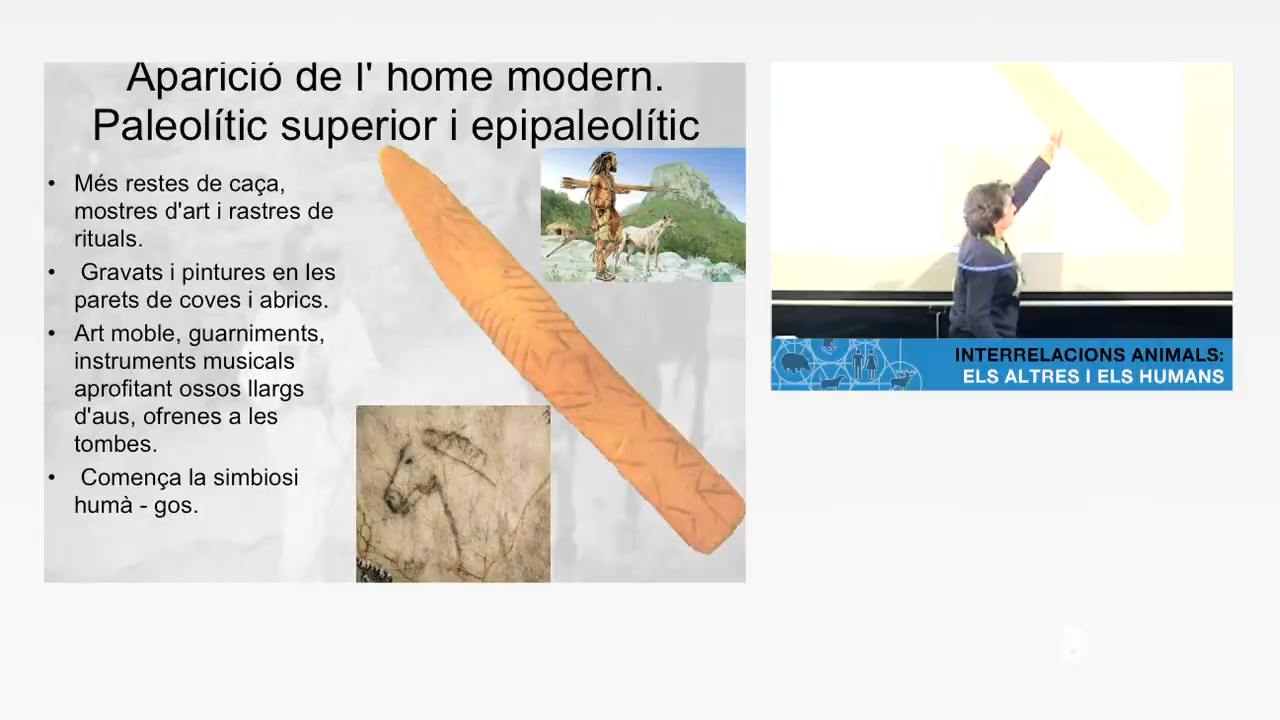 Aparició de l' home modern.
Paleolític superior i epipaleolític
• Més restes de caça,
mostres d'art i rastres de
rituals.
• Gravats i pintures en les
parets de coves i abrics.
• Art moble, guarniments,
instruments musicals
aprofitant ossos llargs
d'aus, ofrenes a les
tombes.
• Comença la simbiosi
humà - gos.
INTERRELACIONS ANIMALS:
ELS ALTRES I ELS HUMANS